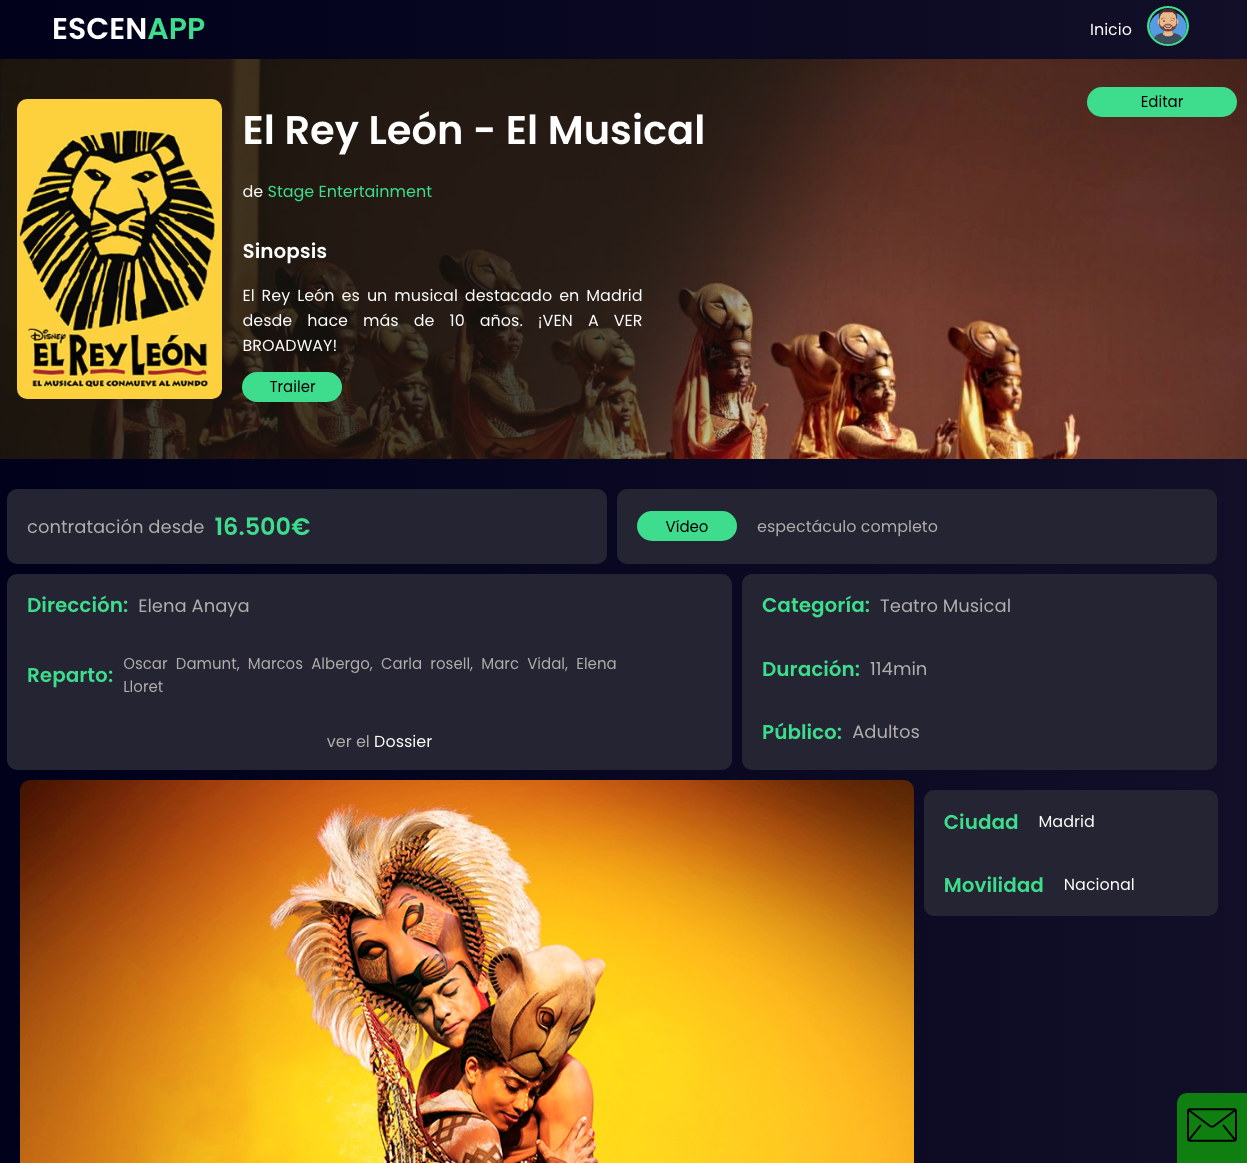 ESCENAPP
Inicio
Editar
El Rey León - El Musical
de Stage Entertainment
Sinopsis
El Rey León es un musical destacado en Madrid
desde hace más de 10 años. ¡VEN A VER
BROADWAY!
Trailer
Disney
EL REY LEÓN
EL MUSICAL QUE CONMUEVE AL MUNDO
contratación desde 16.500€
Vídeo espectáculo completo
Dirección: Elena Anaya
Reparto: Oscar Damunt, Marcos Albergo, Carla rosell, Marc Vidal, Elena
Lloret
ver el Dossier
Categoría: Teatro Musical
Duración: 114min
Público: Adultos
Ciudad Madrid
Movilidad Nacional